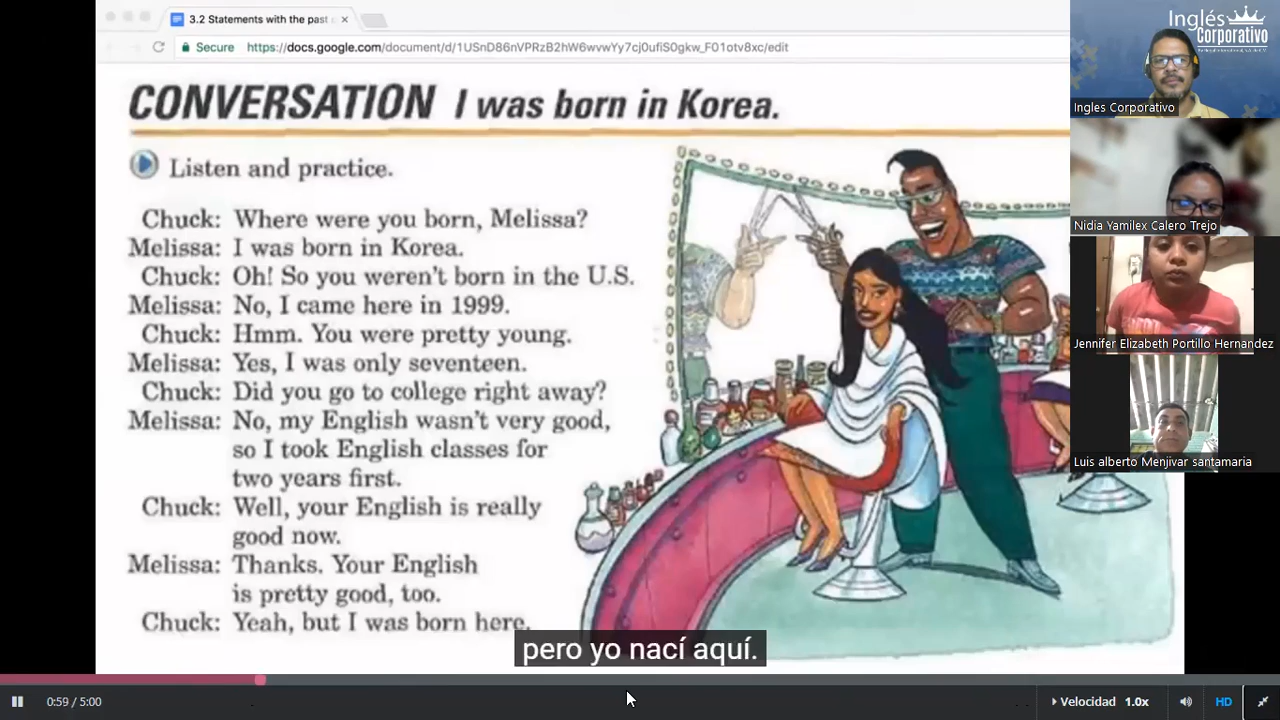 3.2 Statements with the past
Secure
https://docs.google.com/document/d/1USnD86nVPRzB2hW6wvwYy7cj0ufiS0gkw_F01otv8xc/edit
Inglés
Corporativo
Ingles Corporativo
CONVERSATION I was born in Korea.
Listen and practice.
Chuck: Where were you born, Melissa?
Melissa: I was born in Korea.
Chuck: Oh! So you weren't born in the U.S.
Melissa: No, I came here in 1999.
Chuck: Hmm. You were pretty young.
Melissa: Yes, I was only seventeen.
Chuck: Did you go to college right away?
Melissa: No, my English wasn't very good,
so I took English classes for
two years first.
Chuck: Well, your English is really
good now.
Melissa: Thanks. Your English
is pretty good, too.
Chuck: Yeah, but I was born here.
Nidia Yamilex Calero Trejo
Jennifer Elizabeth Portillo Hernandez
Luis alberto Menjivar santamaria
pero yo nací aquí.
0:59 / 5:00
Velocidad 1.0x
HD